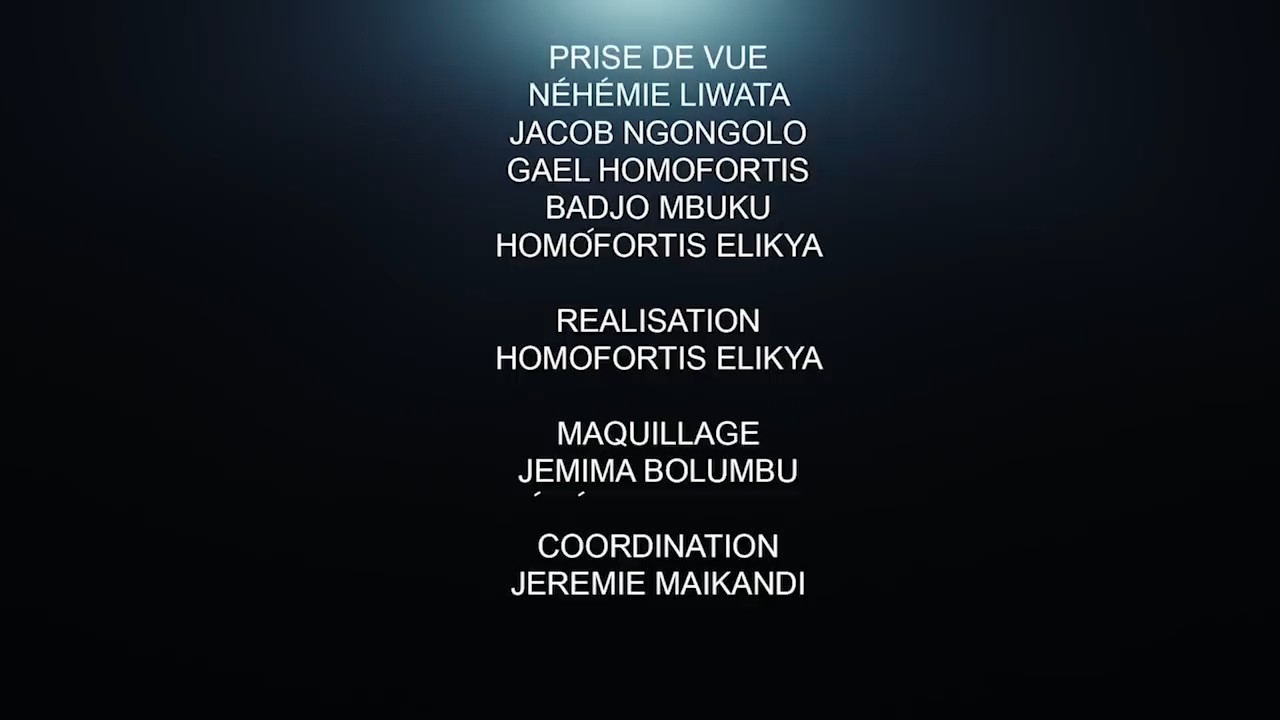 PRISE DE VUE
NÉHÉMIE LIWATA
JACOB NGONGOLO
GAEL HOMOFORTIS
BADJO MBUKU
HOMOFORTIS ELIKYA
REALISATION
HOMOFORTIS ELIKYA
MAQUILLAGE
JEMIMA BOLUMBU
COORDINATION
JEREMIE MAIKANDI